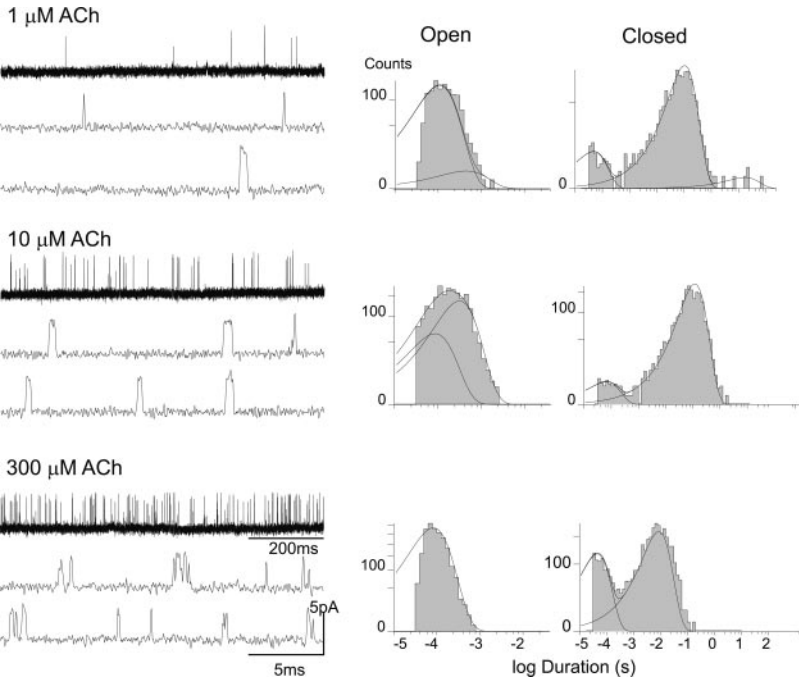 1 μM ACh
Open
Closed
Counts
100
0
0
10 μM ACh
100
0
100
0
300 μM ACh
200ms
5pA
5ms
100
0
-5 -4 -3 -2
100
0
-5 -4 -3 -2 -1 0 1 2
log Duration (s)